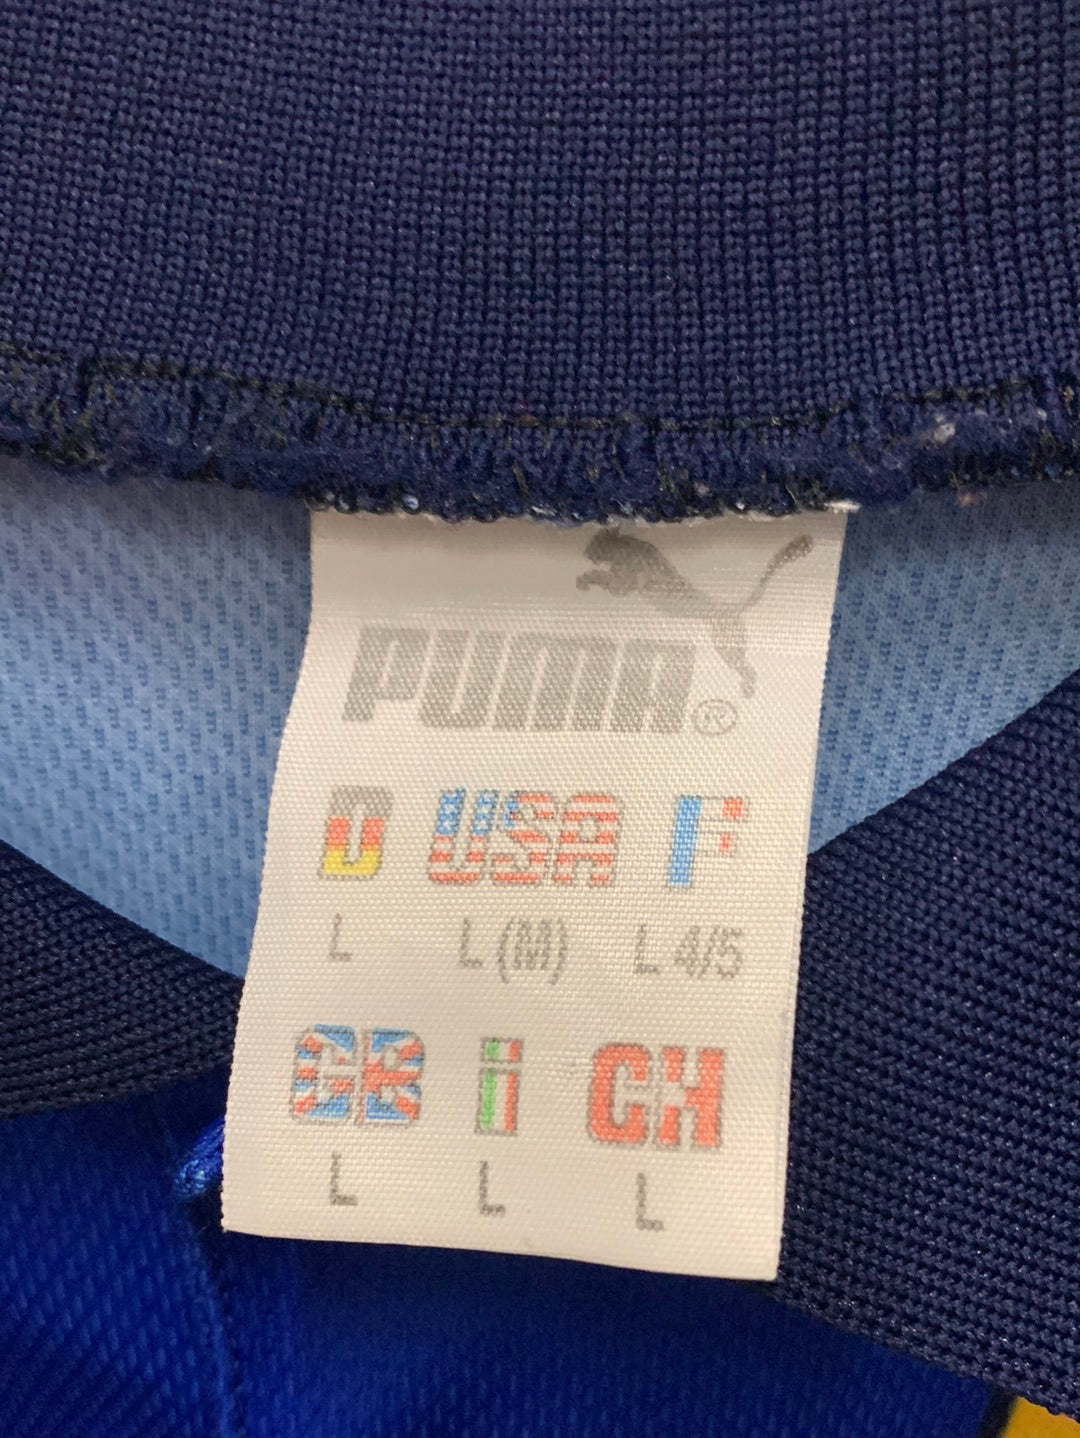 PUMA®
D USA F
L L (M) L 4/5
GB i CH
L L L